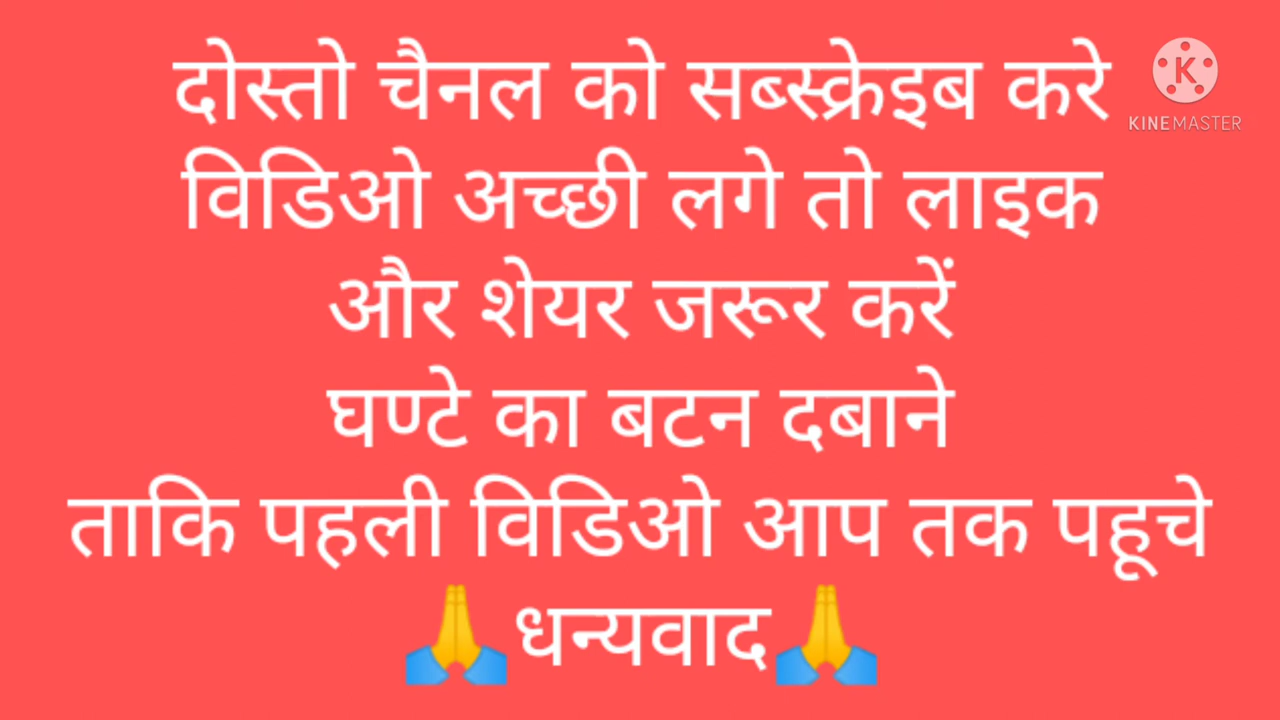 दोस्तो चैनल को सब्स्क्रेइब करे
विडिओ अच्छी लगे तो लाइक
और शेयर जरूर करें
घण्टे का बटन दबाने
ताकि पहली विडिओ आप तक पहूचे
🙏धन्यवाद🙏
K
KINEMASTER